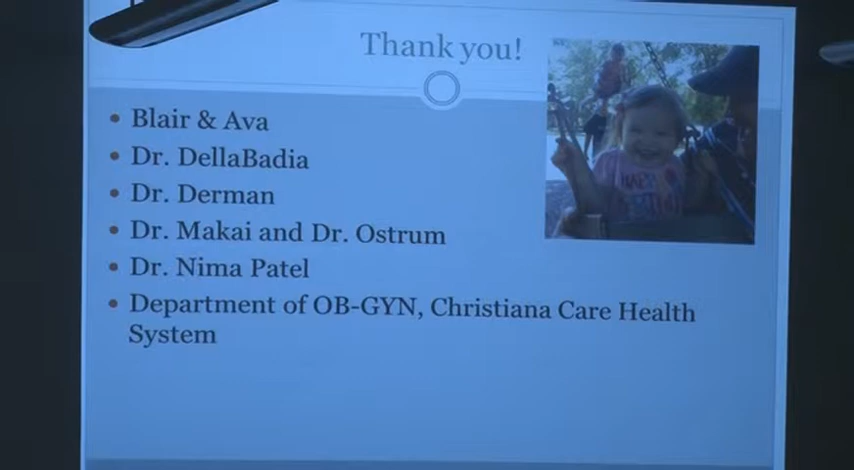 Thank you!
• Blair & Ava
• Dr. DellaBadia
• Dr. Derman
• Dr. Makai and Dr. Ostrum
• Dr. Nima Patel
• Department of OB-GYN, Christiana Care Health
System